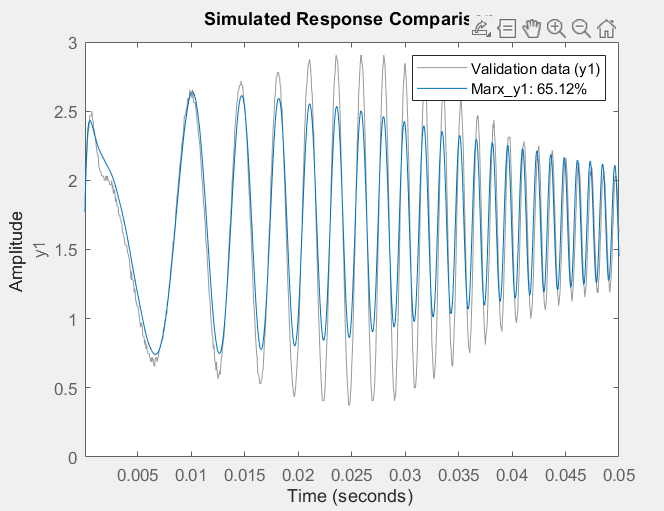 Simulated Response Comparison
Validation data (y1)
Marx_y1: 65.12%
Amplitude
y1
3
2.5
2
1.5
1
0.5
0
0.005
0.01
0.015
0.02
0.025
0.03
0.035
0.04
0.045
0.05
Time (seconds)